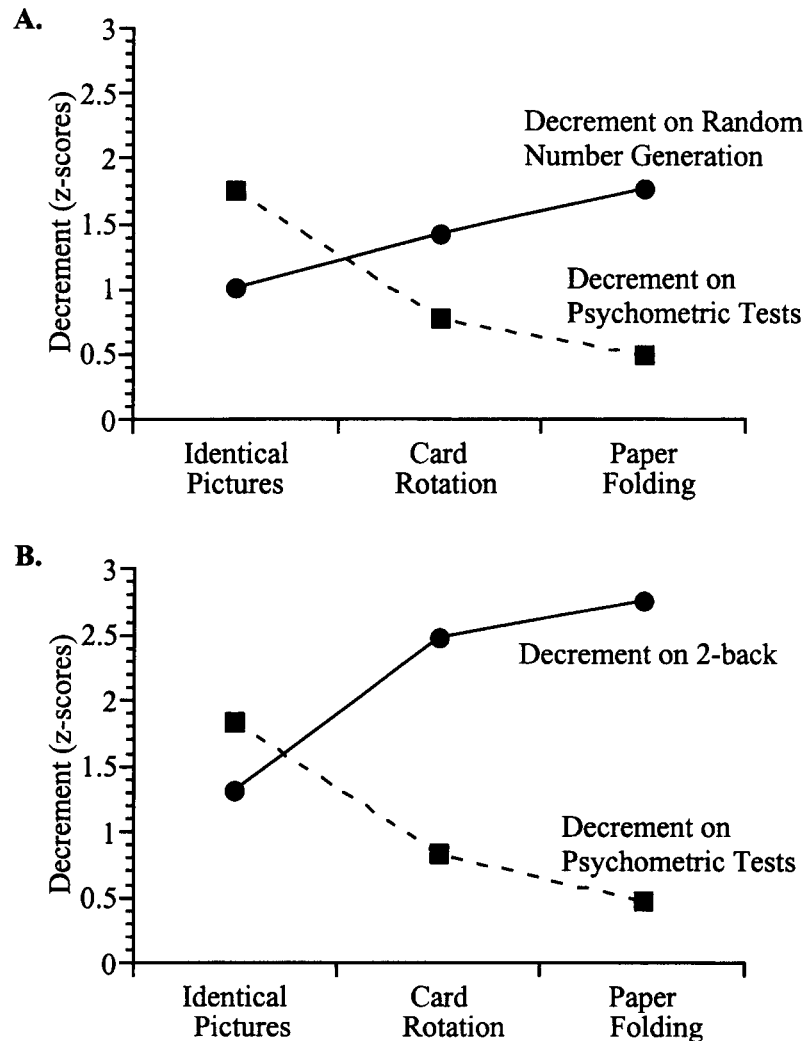 A.
Decrement (z-scores)
3
2.5
2
1.5
1
0.5
0
Decrement on Random
Number Generation
Decrement on
Psychometric Tests
Identical
Pictures
Card
Rotation
Paper
Folding
B.
Decrement (z-scores)
3
2.5
2
1.5
1
0.5
0
Decrement on 2-back
Decrement on
Psychometric Tests
Identical
Pictures
Card
Rotation
Paper
Folding